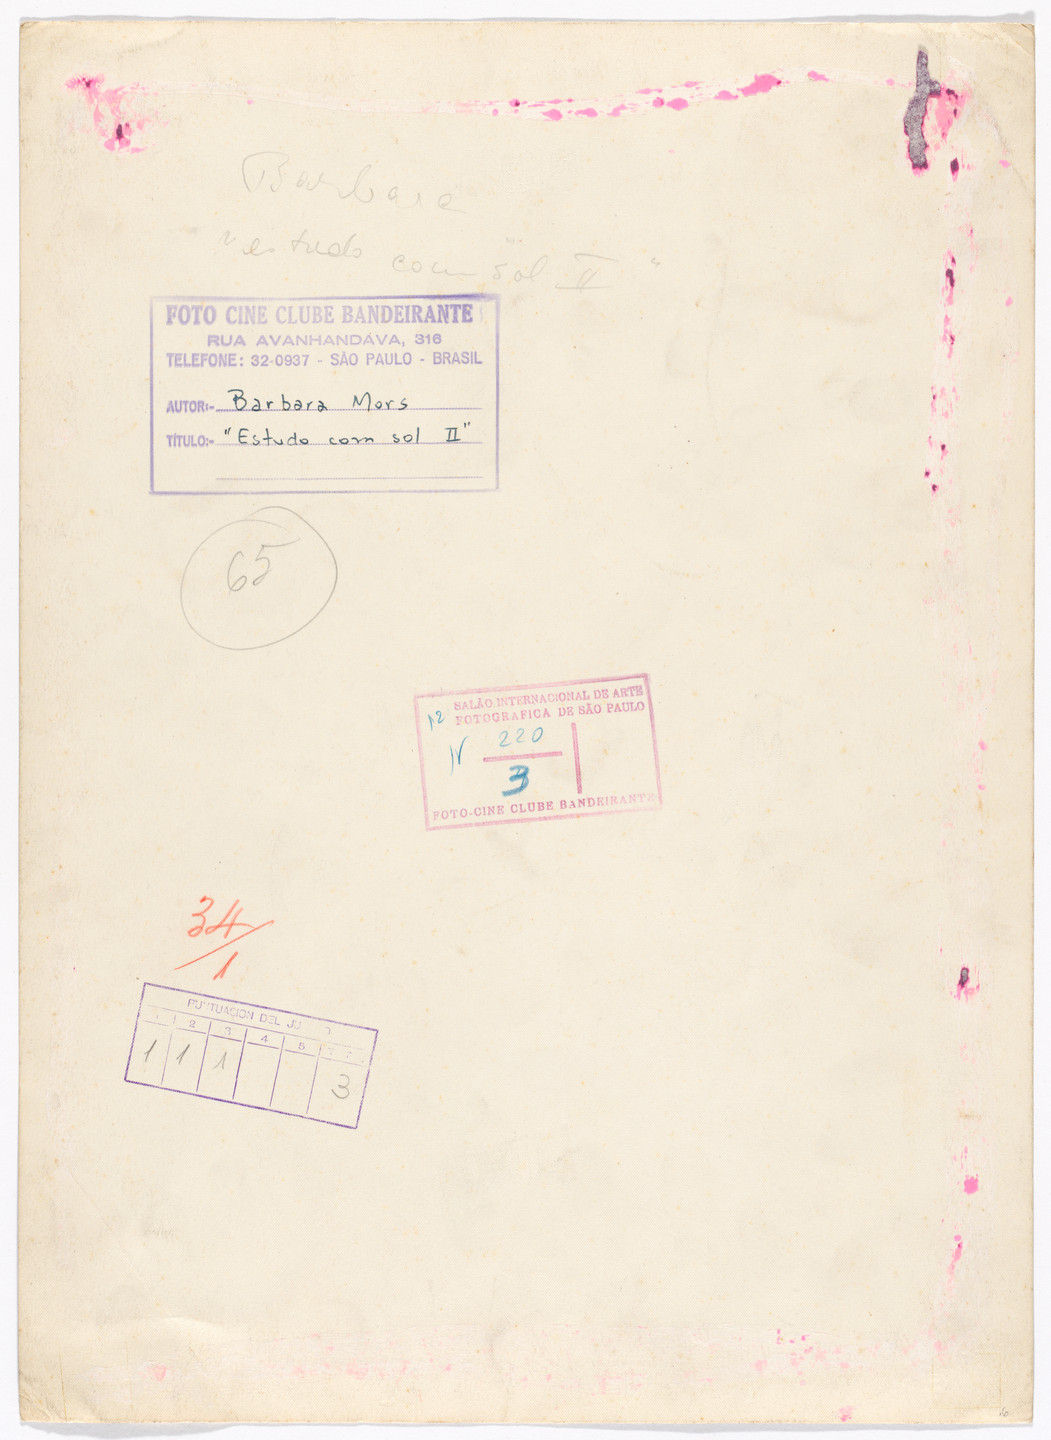 Barbara
"estudo com sol II"
FOTO CINE CLUBE BANDEIRANTE
RUA AVANHANDAVA, 316
TELEFONE: 32-0937 - SÃO PAULO - BRASIL
AUTOR:- Barbara Mors
TÍTULO:- "Estudo com sol II"
65
SALÃO INTERNACIONAL DE ARTE
FOTOGRAFICA DE SÃO PAULO
12
N 220
3
FOTO-CINE CLUBE BANDEIRANTE
34/1
PUNTUACION DEL JU
1 2 3 4 5
1 1 1 3